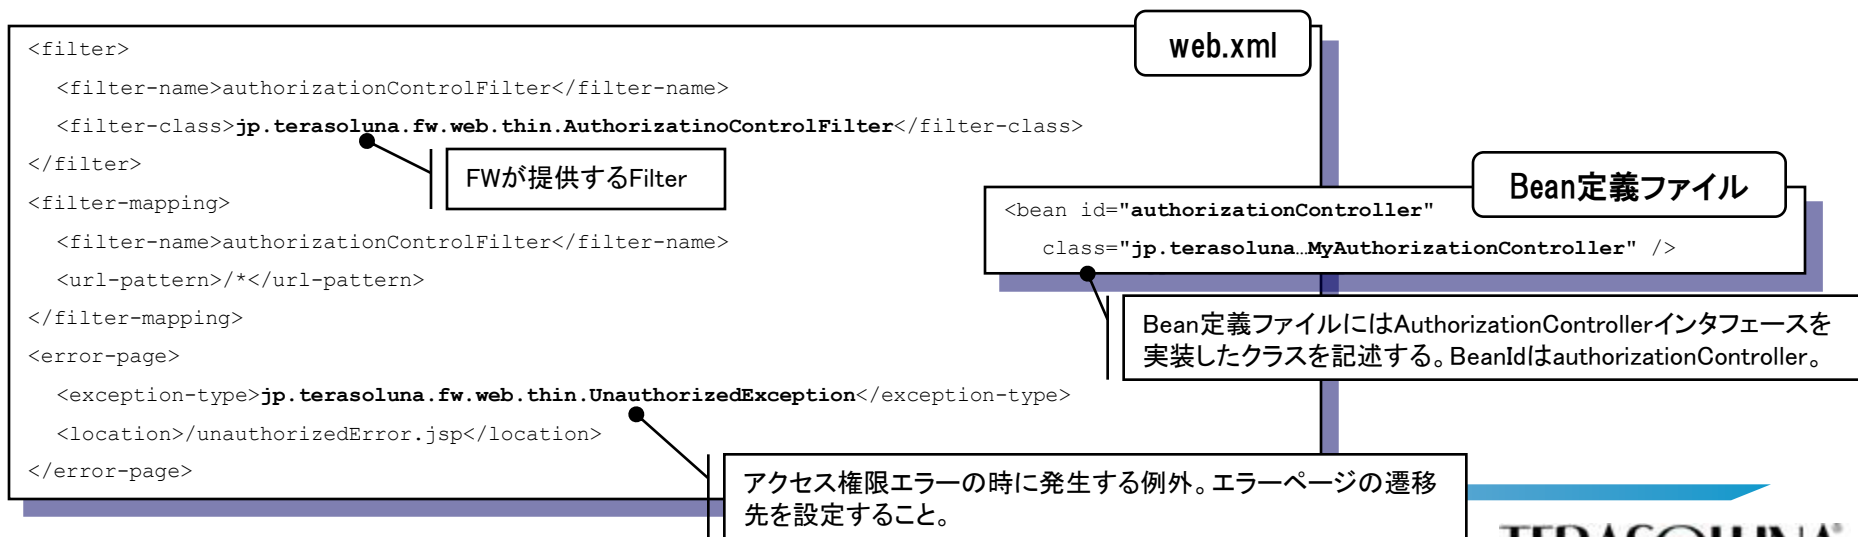 web.xml
<filter>
<filter-name>authorizationControlFilter</filter-name>
<filter-class>jp.terasoluna.fw.web.thin.AuthorizatinoControlFilter</filter-class>
</filter>
FWが提供するFilter
<filter-mapping>
<filter-name>authorizationControlFilter</filter-name>
<url-pattern>/*</url-pattern>
</filter-mapping>
<error-page>
<exception-type>jp.terasoluna.fw.web.thin.UnauthorizedException</exception-type>
<location>/unauthorizedError.jsp</location>
</error-page>
アクセス権限エラーの時に発生する例外。エラーページの遷移
先を設定すること。
Bean定義ファイル
<bean id="authorizationController"
class="jp.terasoluna…MyAuthorizationController" />
Bean定義ファイルにはAuthorizationControllerインタフェースを
実装したクラスを記述する。BeanIdはauthorizationController。
TERASOLUNA®